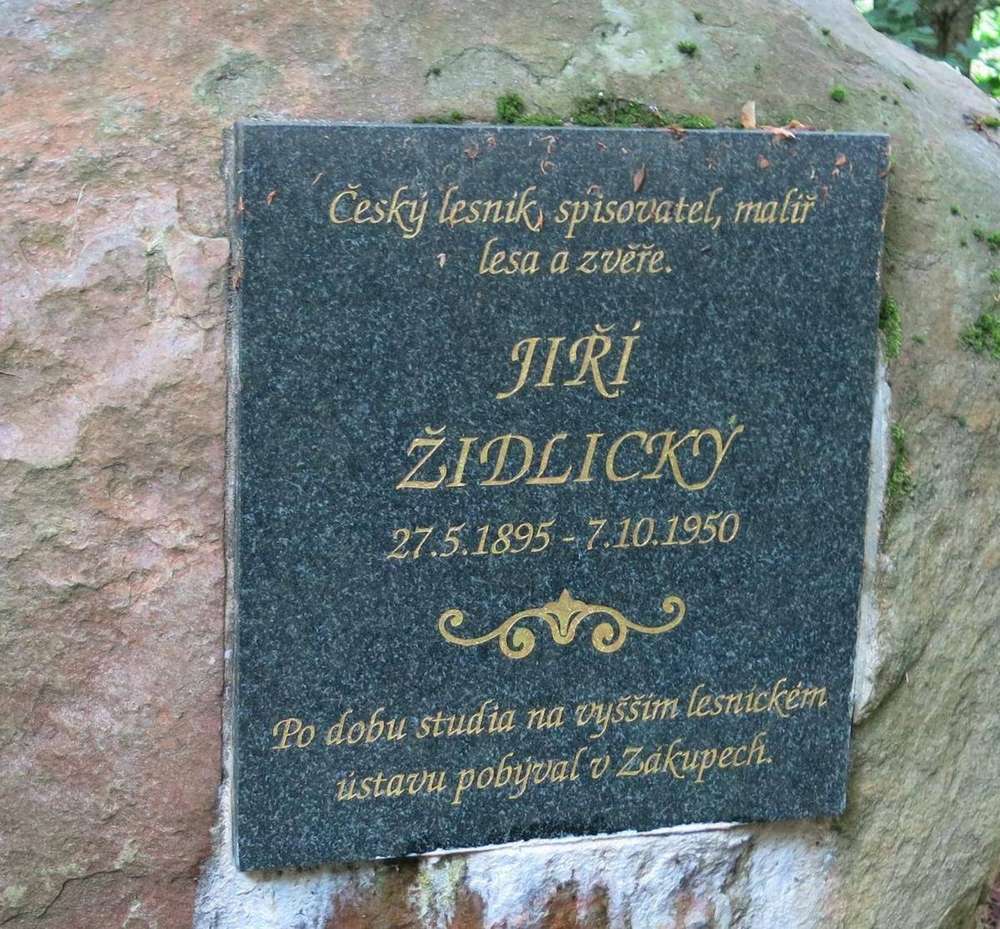 Český lesník, spisovatel, malíř
lesa a zvěře.
JIŘÍ
ŽIDLICKÝ
27.5.1895 - 7.10.1950
Po dobu studia na vyšším lesnickém
ústavu pobýval v Zákupech.